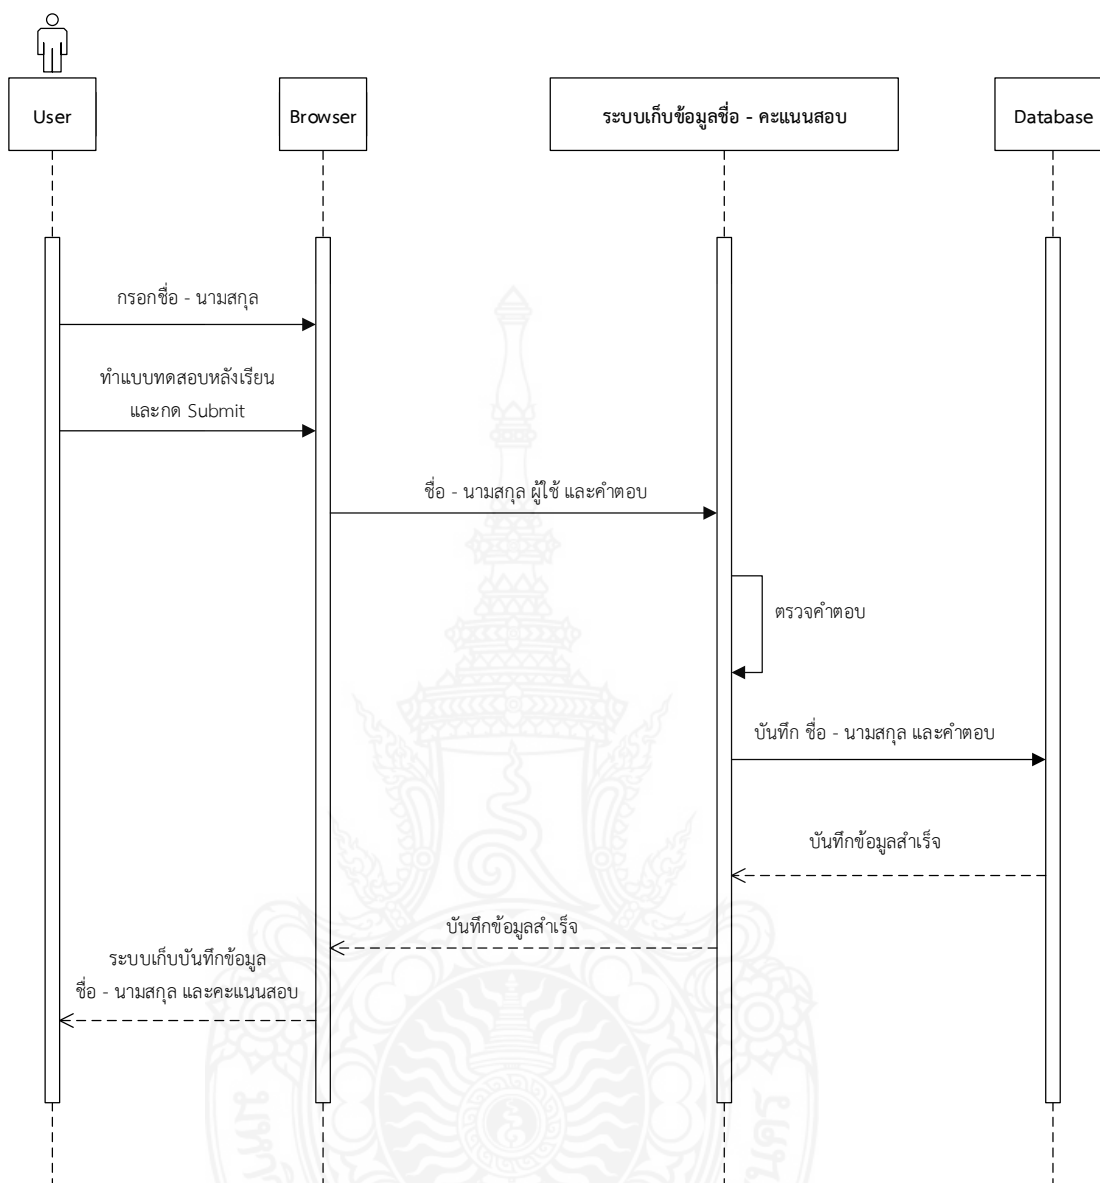 User
Browser
ระบบเก็บข้อมูลชื่อ - คะแนนสอบ
Database
กรอกชื่อ - นามสกุล
ทำแบบทดสอบหลังเรียน
และกด Submit
ชื่อ - นามสกุล ผู้ใช้ และคำตอบ
ตรวจคำตอบ
บันทึก ชื่อ - นามสกุล และคำตอบ
บันทึกข้อมูลสำเร็จ
บันทึกข้อมูลสำเร็จ
ระบบเก็บบันทึกข้อมูล
ชื่อ - นามสกุล และคะแนนสอบ